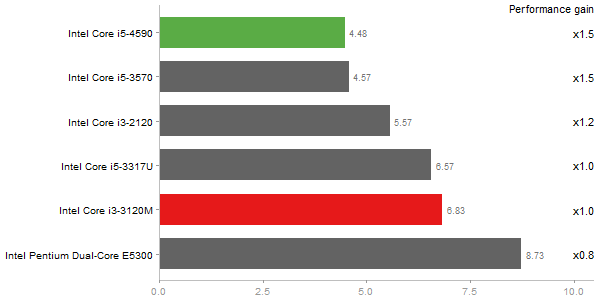 Performance gain
Intel Core i5-4590 4.48 x1.5
Intel Core i5-3570 4.57 x1.5
Intel Core i3-2120 5.57 x1.2
Intel Core i5-3317U 6.57 x1.0
Intel Core i3-3120M 6.83 x1.0
Intel Pentium Dual-Core E5300 8.73 x0.8
0.0 2.5 5.0 7.5 10.0